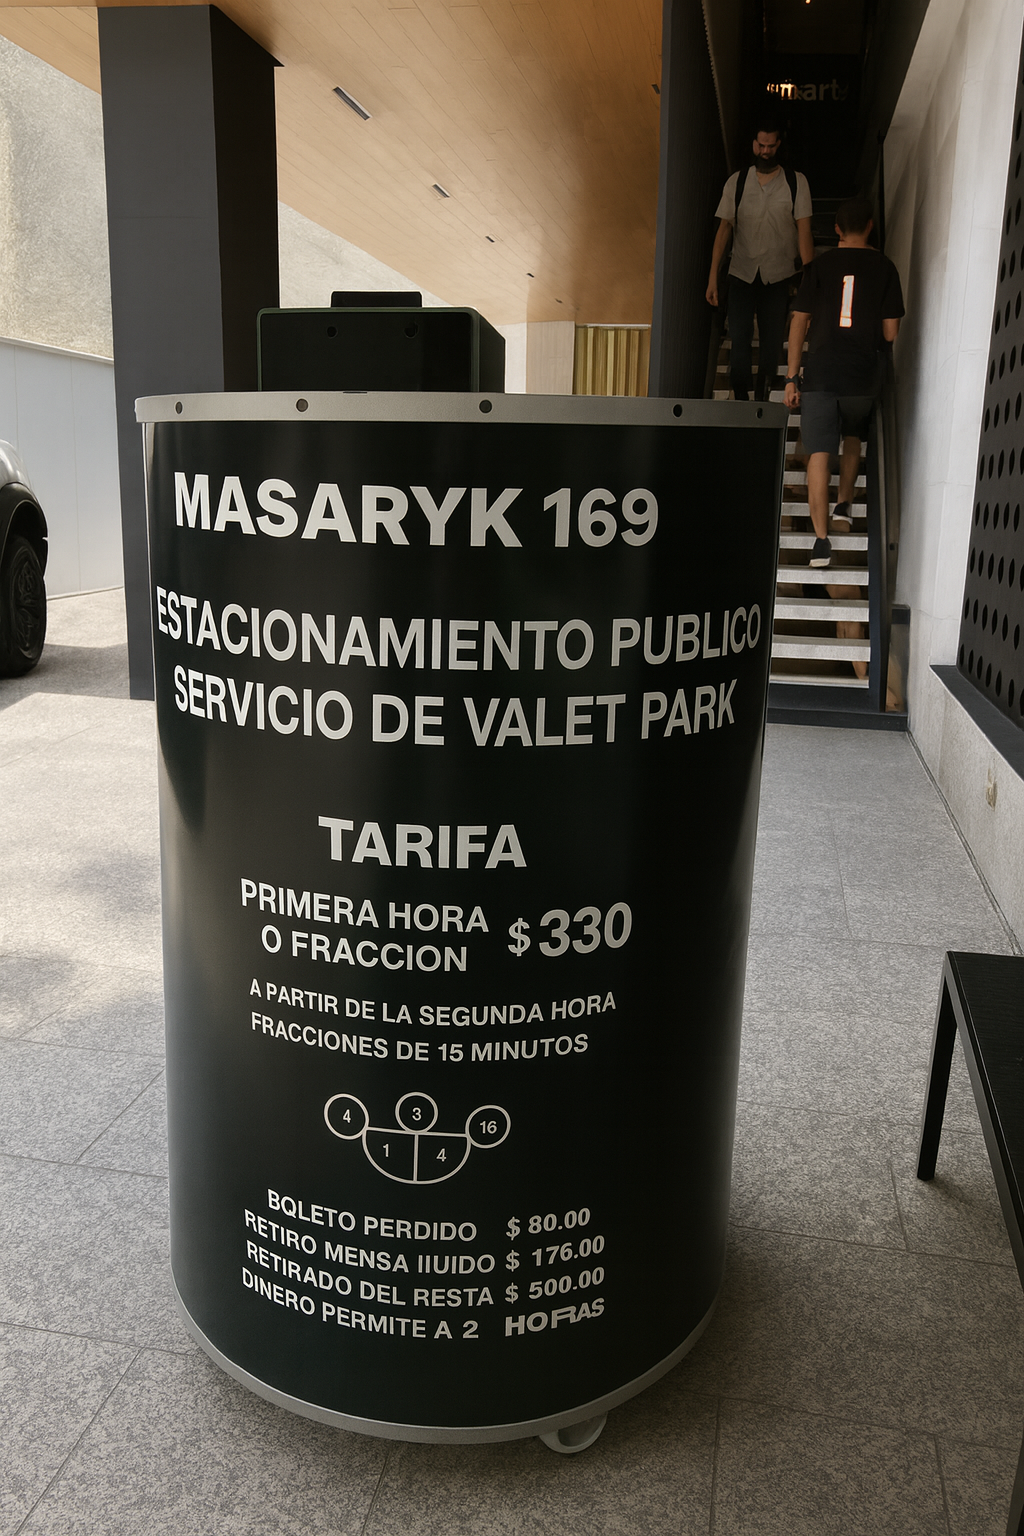 MASARYK 169
ESTACIONAMIENTO PUBLICO
SERVICIO DE VALET PARK
TARIFA
PRIMERA HORA
O FRACCION $330
A PARTIR DE LA SEGUNDA HORA
FRACCIONES DE 15 MINUTOS
4 3 16
1 4
BQLETO PERDIDO $ 80.00
RETIRO MENSA IIUIDO $ 176.00
RETIRADO DEL RESTA $ 500.00
DINERO PERMITE A 2 HORAS
1